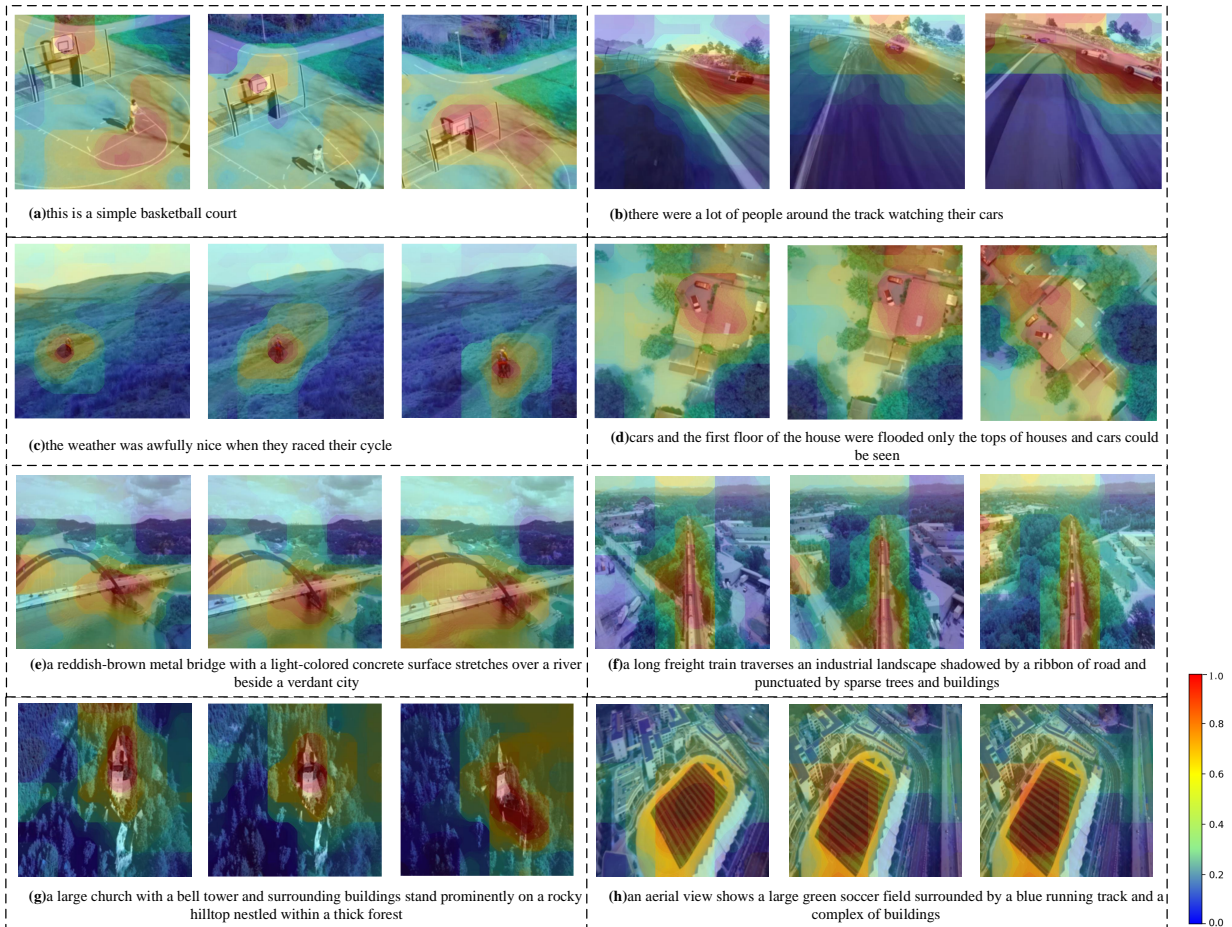 (a)this is a simple basketball court
(b)there were a lot of people around the track watching their cars
(c)the weather was awfully nice when they raced their cycle
(d)cars and the first floor of the house were flooded only the tops of houses and cars could
be seen
(e)a reddish-brown metal bridge with a light-colored concrete surface stretches over a river
beside a verdant city
(f)a long freight train traverses an industrial landscape shadowed by a ribbon of road and
punctuated by sparse trees and buildings
(g)a large church with a bell tower and surrounding buildings stand prominently on a rocky
hilltop nestled within a thick forest
(h)an aerial view shows a large green soccer field surrounded by a blue running track and a
complex of buildings
1.0
0.8
0.6
0.4
0.2
0.0